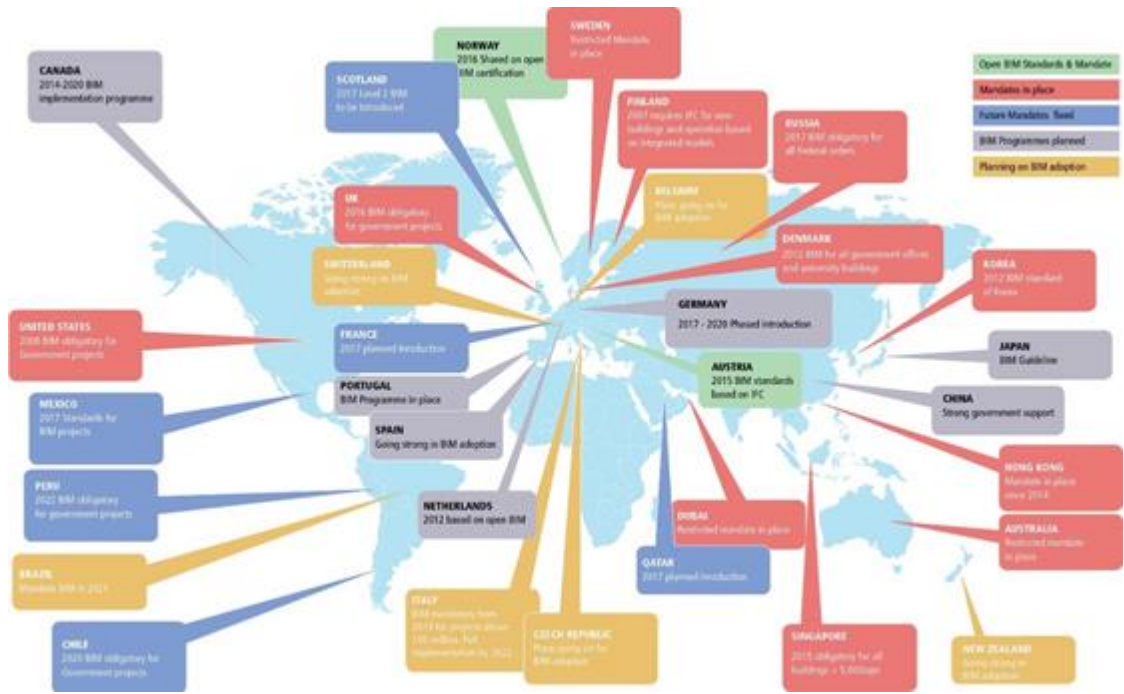 SWEDEN
Restricted Mandate
in place
NORWAY
2016 Shared on open
BIM certification
CANADA
2014-2020 BIM
implementation programme
SCOTLAND
2017 Level 2 BIM
to be Introduced
FINLAND
2007 requires IFC for new
buildings and operation based
on integrated models
RUSSIA
2017 BIM obligatory for
all Federal orders
Open BIM Standards & Mandate
Mandates in place
Future Mandates fixed
BIM Programmes planned
Planning on BIM adoption
UK
2016 BIM obligatory
for government projects
BELGIUM
Plans going on for
BIM adoption
DENMARK
2012 BIM for all government offices
and university buildings
SWITZERLAND
Going strong on BIM
adoption
KOREA
2012 BIM standard
of Korea
GERMANY
2017 - 2020 Phased introduction
UNITED STATES
2008 BIM obligatory for
Government projects
FRANCE
2017 planned
JAPAN
BIM Guideline
AUSTRIA
2015 BIM standards
based on IFC
PORTUGAL
BIM Programme in place
MEXICO
2017 Standards for
BIM projects
CHINA
Strong government support
SPAIN
Going strong in BIM adoption
HONG KONG
Mandate in place
since 2014
PERU
2022 BIM obligatory
for government projects
NETHERLANDS
2012 based on open BIM
DUBAI
Restricted mandate in place
AUSTRALIA
Restricted mandate
in place
BRAZIL
Mandate BIM in 2021
QATAR
2017 planned
ITALY
BIM mandatory from
2019 for projects above
100 million. Full
implementation by 2022
CZECH REPUBLIC
Plans going on for
BIM adoption
CHILE
2020 BIM obligatory for
Government projects
SINGAPORE
2015 obligatory for all
buildings > 5,000sqm
NEW ZEALAND
Going strong in
BIM adoption